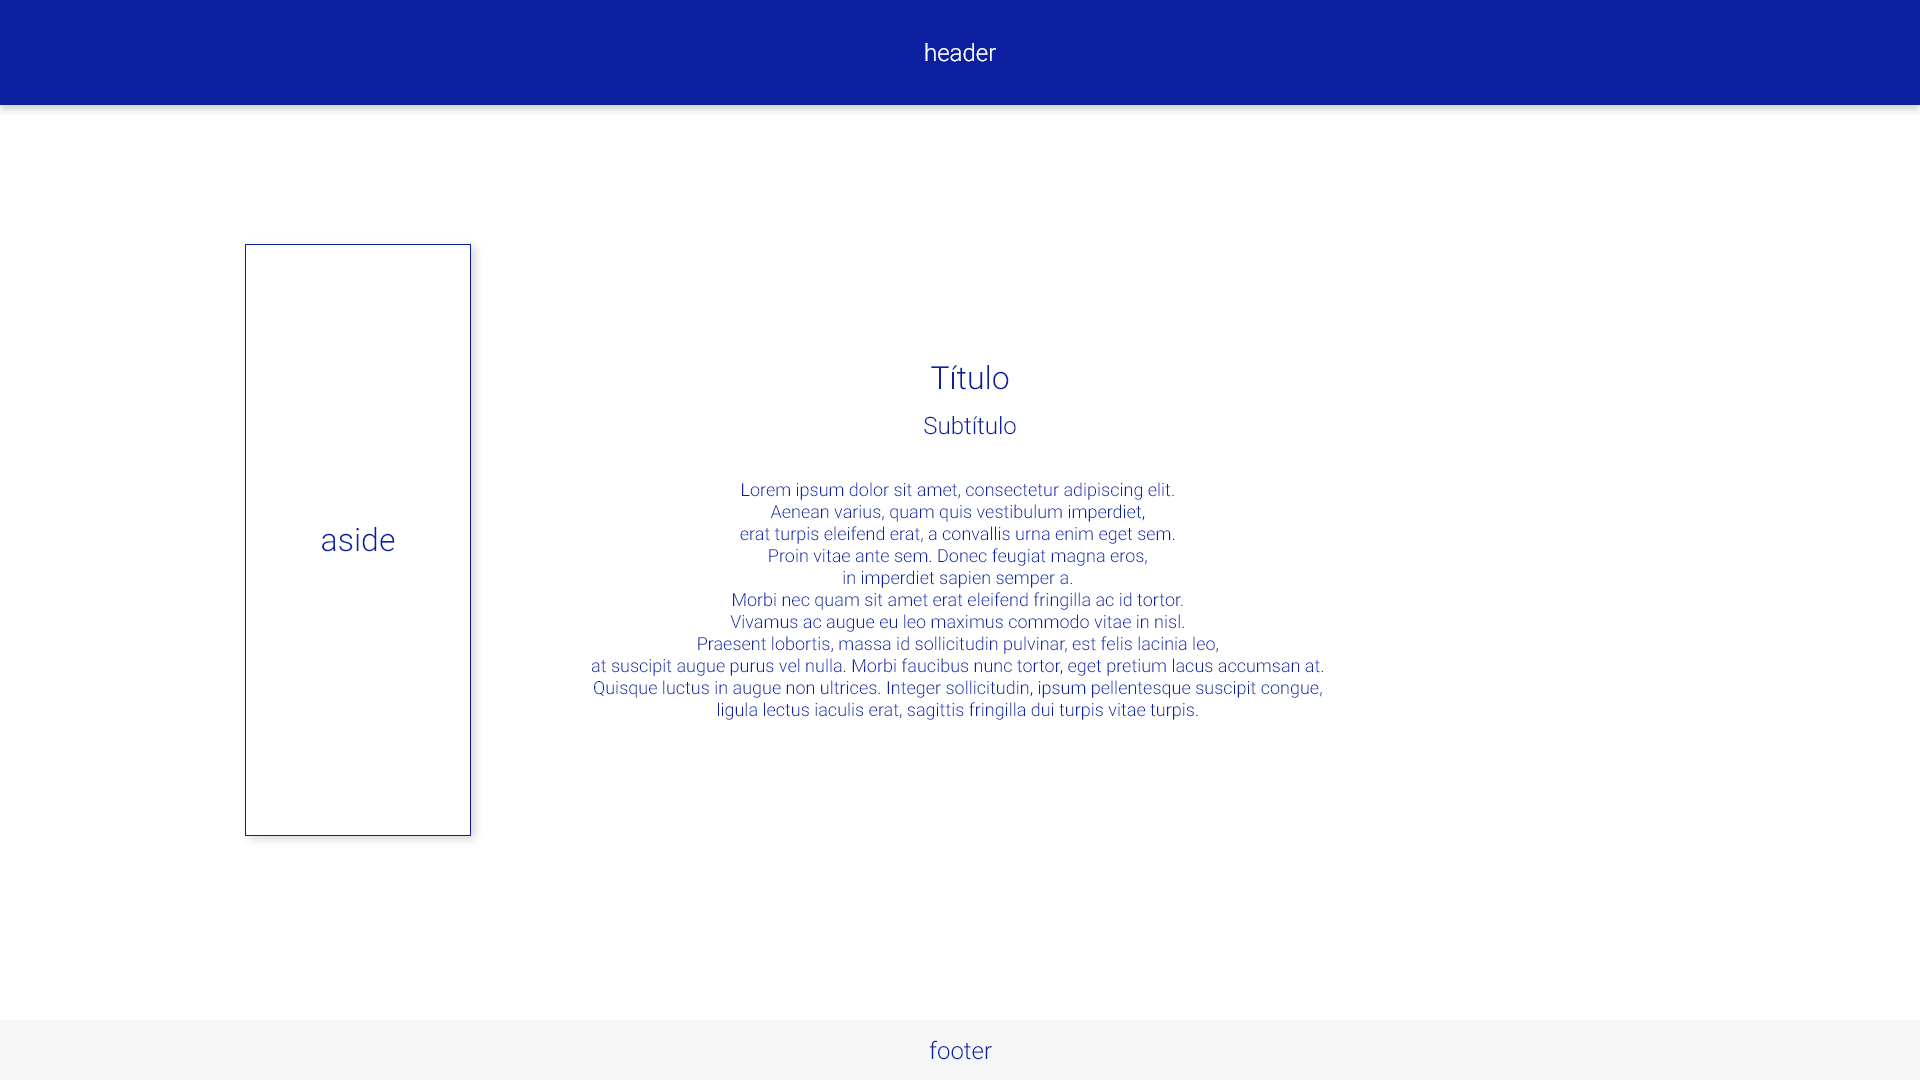 header
aside
Título
Subtítulo
Lorem ipsum dolor sit amet, consectetur adipiscing elit.
Aenean varius, quam quis vestibulum imperdiet,
erat turpis eleifend erat, a convallis urna enim eget sem.
Proin vitae ante sem. Donec feugiat magna eros,
in imperdiet sapien semper a.
Morbi nec quam sit amet erat eleifend fringilla ac id tortor.
Vivamus ac augue eu leo maximus commodo vitae in nisl.
Praesent lobortis, massa id sollicitudin pulvinar, est felis lacinia leo,
at suscipit augue purus vel nulla. Morbi faucibus nunc tortor, eget pretium lacus accumsan at.
Quisque luctus in augue non ultrices. Integer sollicitudin, ipsum pellentesque suscipit congue,
ligula lectus iaculis erat, sagittis fringilla dui turpis vitae turpis.
footer